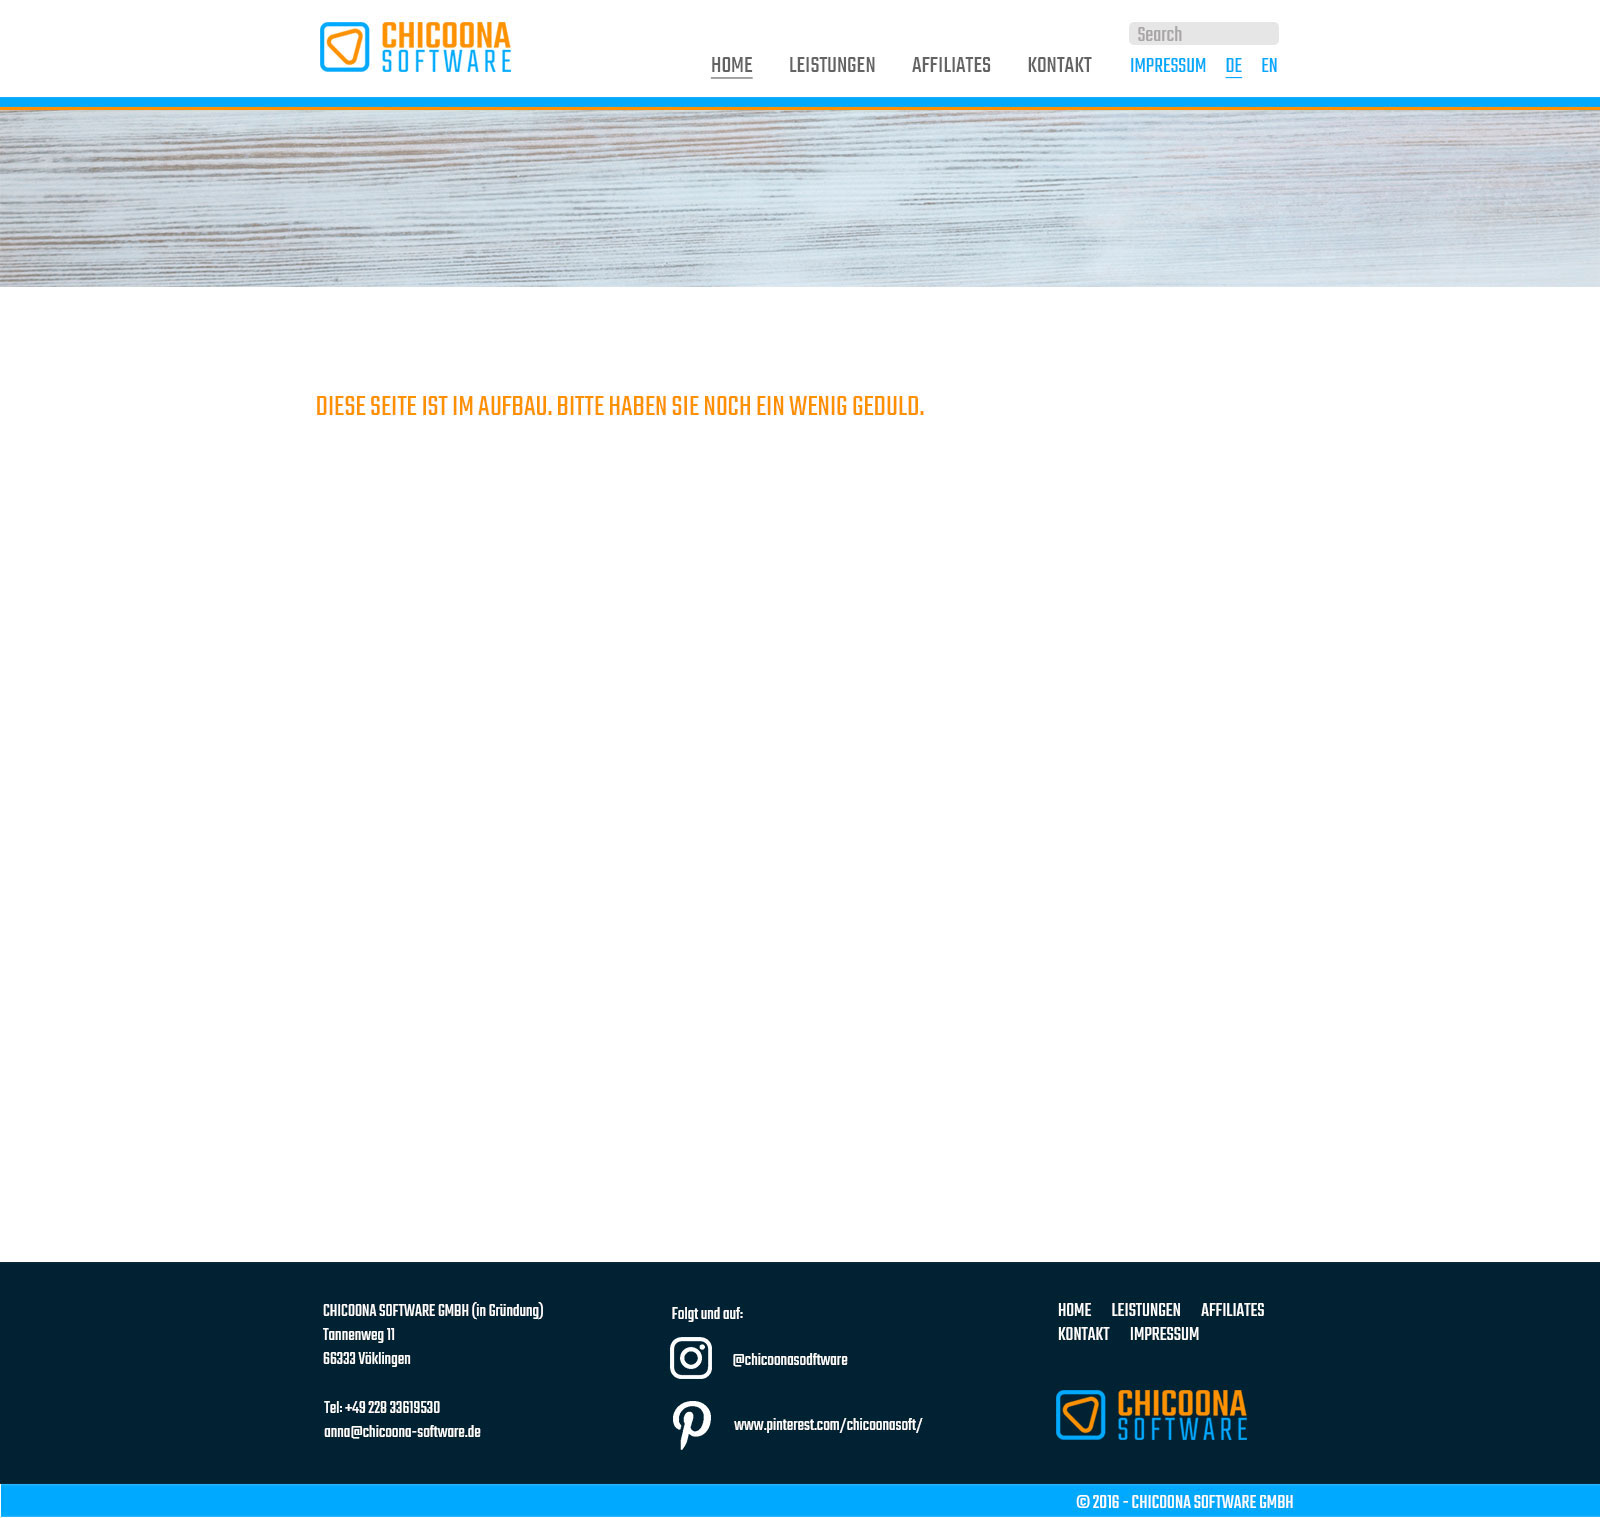 CHICOONA
SOFTWARE
Search
HOME LEISTUNGEN AFFILIATES KONTAKT IMPRESSUM DE EN
DIESE SEITE IST IM AUFBAU. BITTE HABEN SIE NOCH EIN WENIG GEDULD.
CHICOONA SOFTWARE GMBH (in Gründung)
Tannenweg 11
66333 Völklingen
Tel: +49 228 33619530
anna@chicoona-software.de
Folgt und auf:
@chicoonasodftware
www.pinterest.com/chicoonasoft/
HOME LEISTUNGEN AFFILIATES
KONTAKT IMPRESSUM
CHICOONA
SOFTWARE
© 2016 - CHICOONA SOFTWARE GMBH